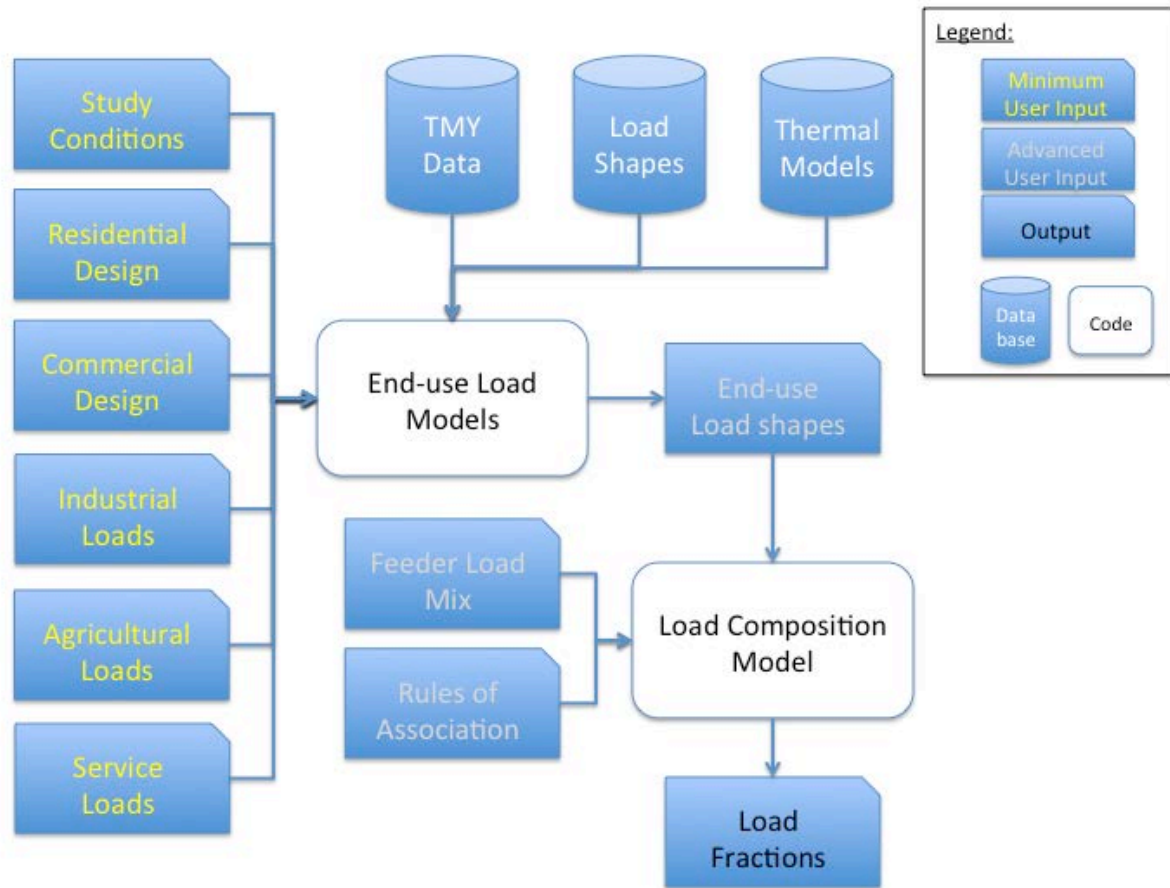 Legend:
Minimum
User Input
Advanced
User Input
Output
Data
base
Code
Study
Conditions
Residential
Design
Commercial
Design
Industrial
Loads
Agricultural
Loads
Service
Loads
TMY
Data
Load
Shapes
Thermal
Models
End-use Load
Models
End-use
Load shapes
Feeder Load
Mix
Rules of
Association
Load Composition
Model
Load
Fractions